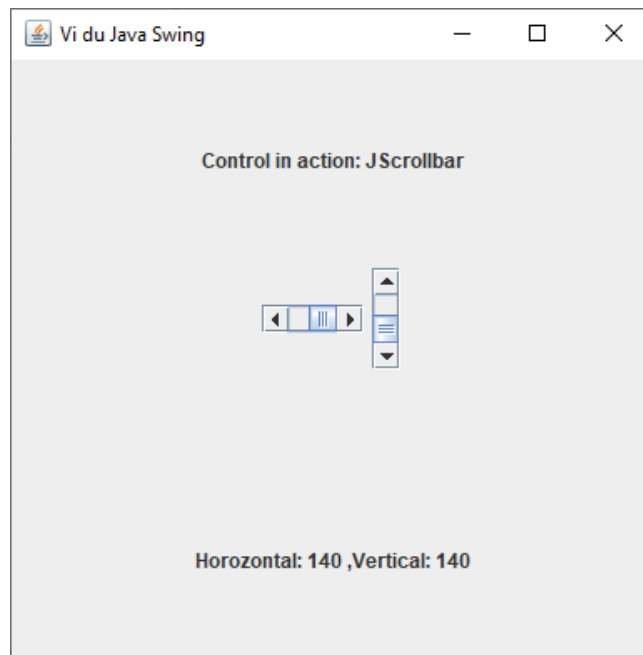 Vi du Java Swing
Control in action: JScrollbar
Horozontal: 140 ,Vertical: 140